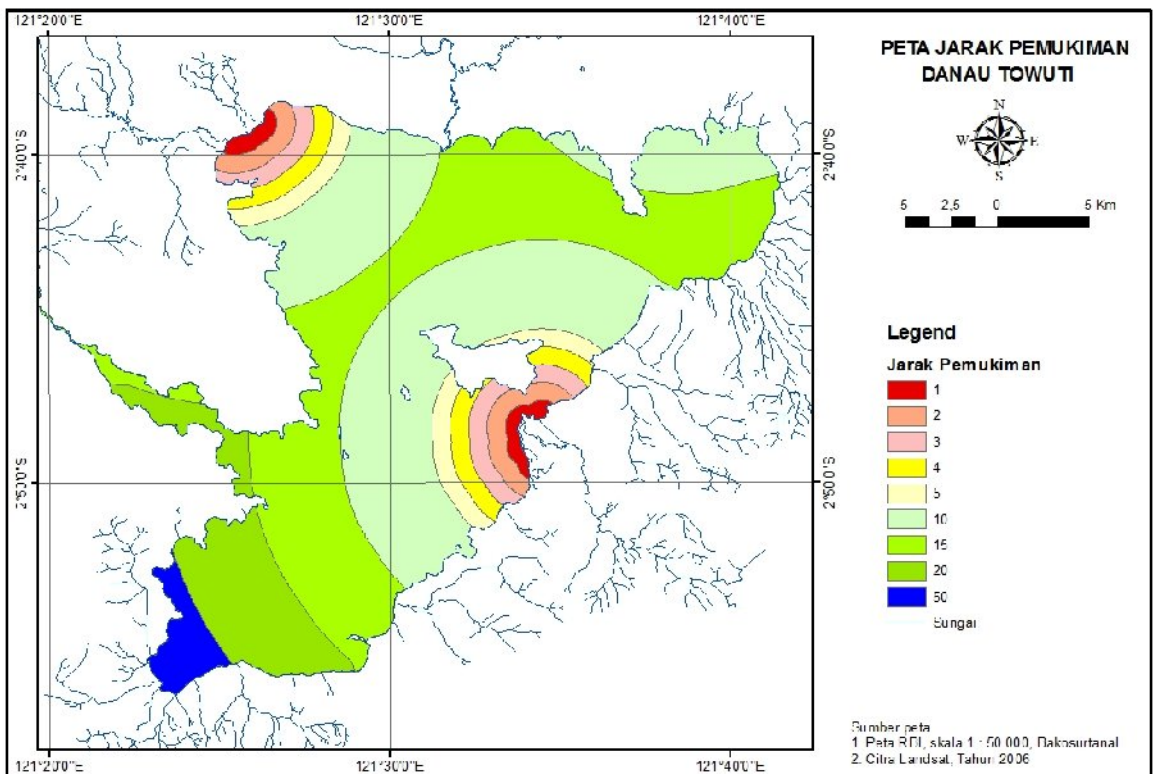 121°20'0"E
121°30'0"E
121°40'0"E
2°40'0"S
2°40'0"S
2°50'0"S
2°50'0"S
121°20'0"E
121°30'0"E
121°40'0"E
PETA JARAK PEMUKIMAN
DANAU TOWUTI
N
W
E
S
5 2,5 0 5 Km
Legend
Jarak Pemukiman
1
2
3
4
5
10
15
20
50
Sungai
Sumber peta
1. Peta RBI, skala 1 : 50 000, Bakosurtanal
2. Citra Landsat, Tahun 2006